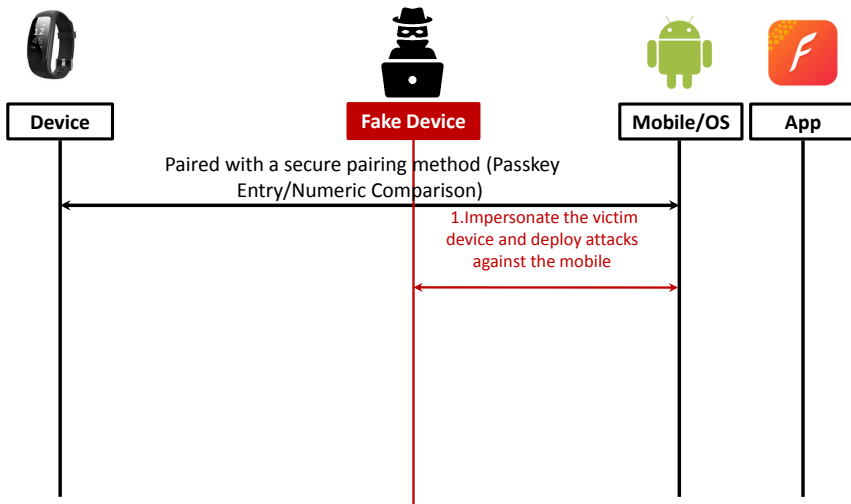 Device
Fake Device
Mobile/OS
App
Paired with a secure pairing method (Passkey
Entry/Numeric Comparison)
1.Impersonate the victim
device and deploy attacks
against the mobile